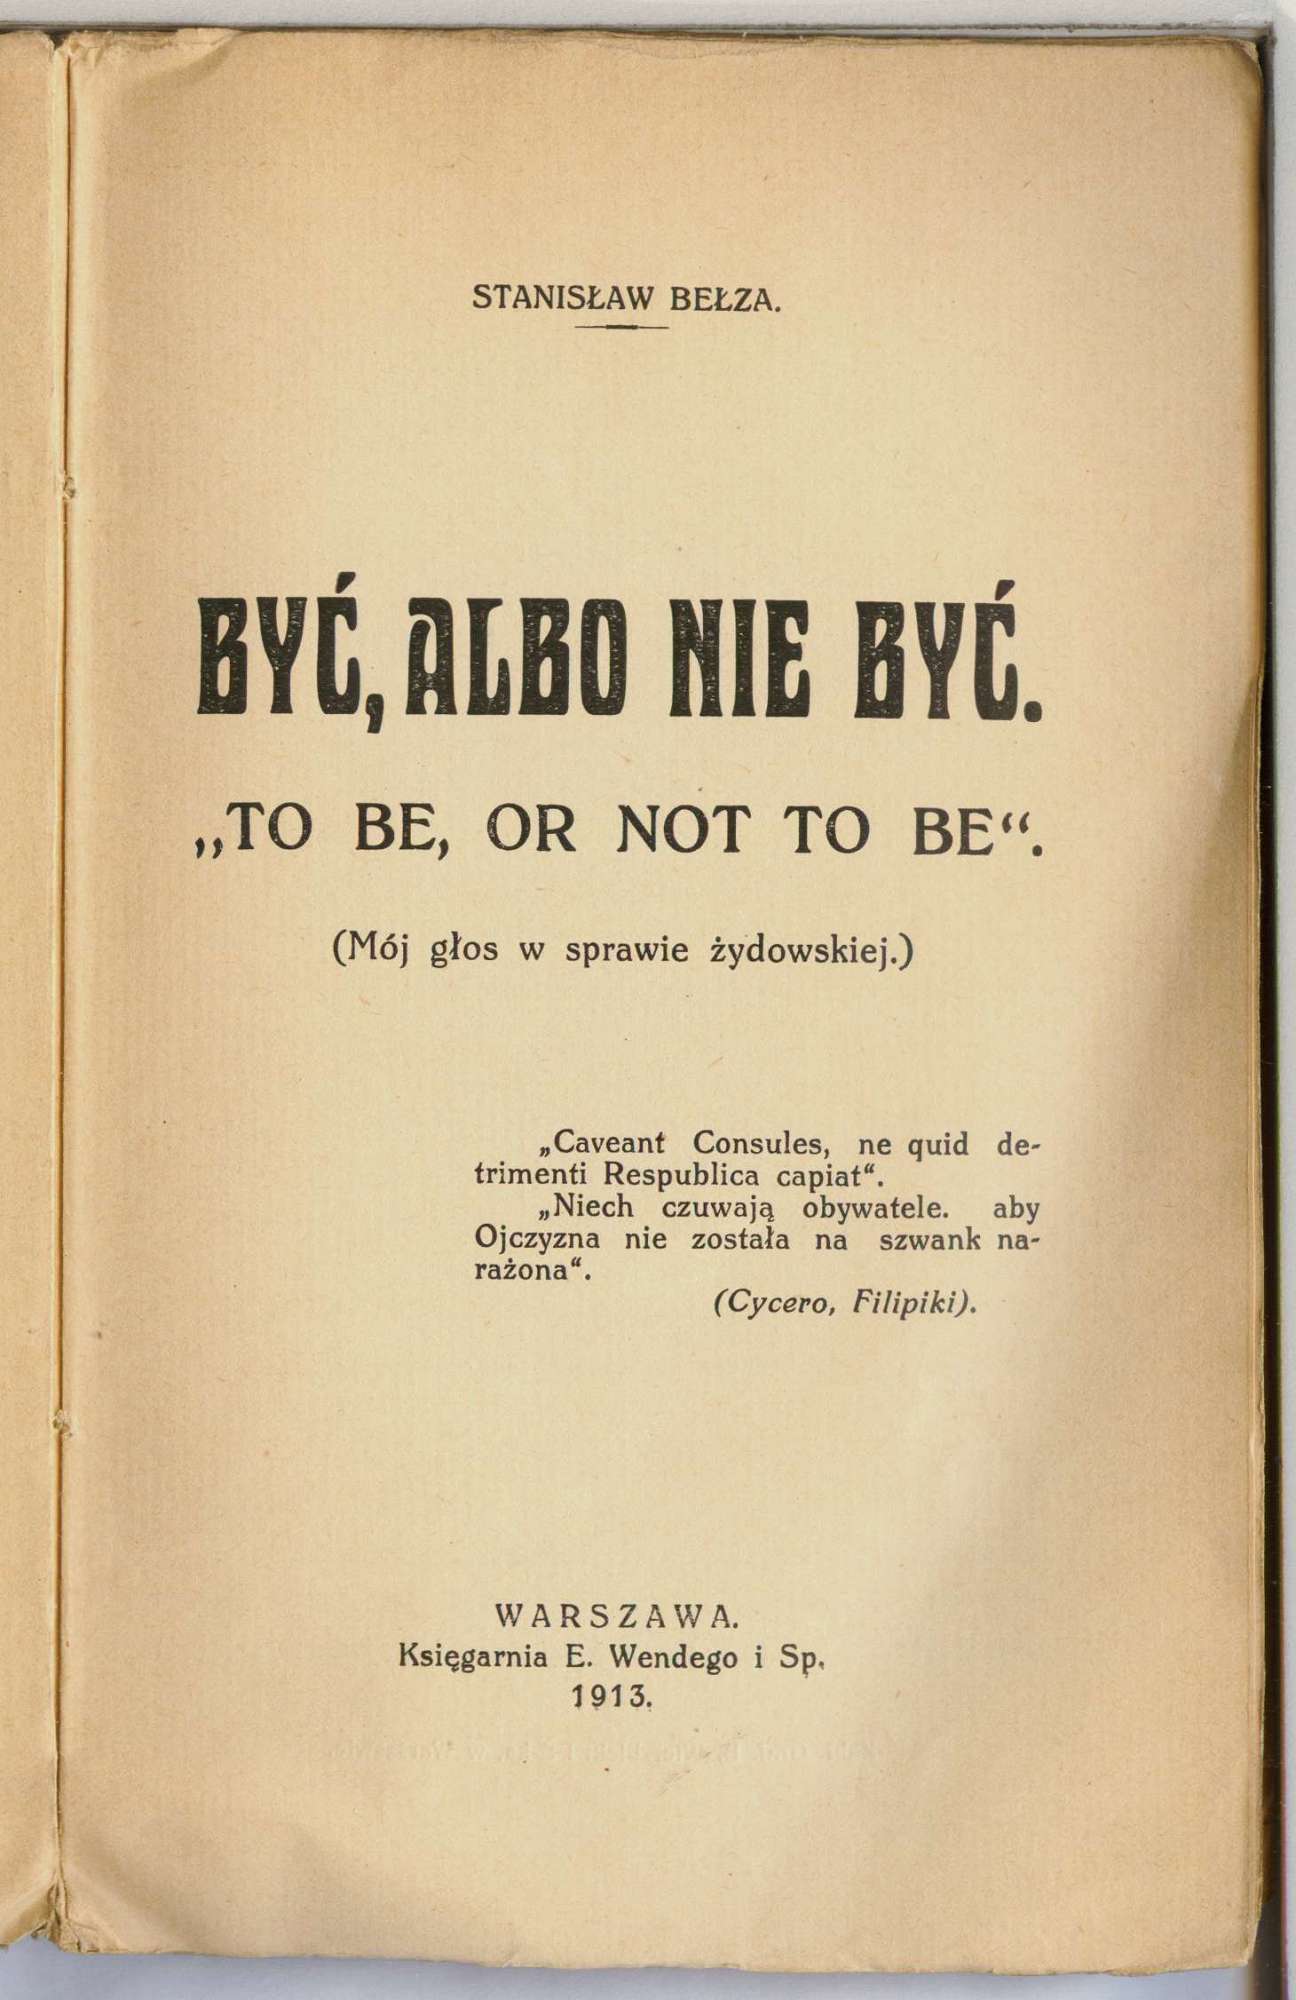 STANISŁAW BEŁZA.
BYĆ, ALBO NIE BYĆ.
„TO BE, OR NOT TO BE“.
(Mój głos w sprawie żydowskiej.)
„Caveant Consules, ne quid de-
trimenti Respublica capiat“.
„Niech czuwają obywatele. aby
Ojczyzna nie została na szwank na-
rażona“.
(Cycero, Filipiki).
WARSZAWA.
Księgarnia E. Wendego i Sp.
1913.